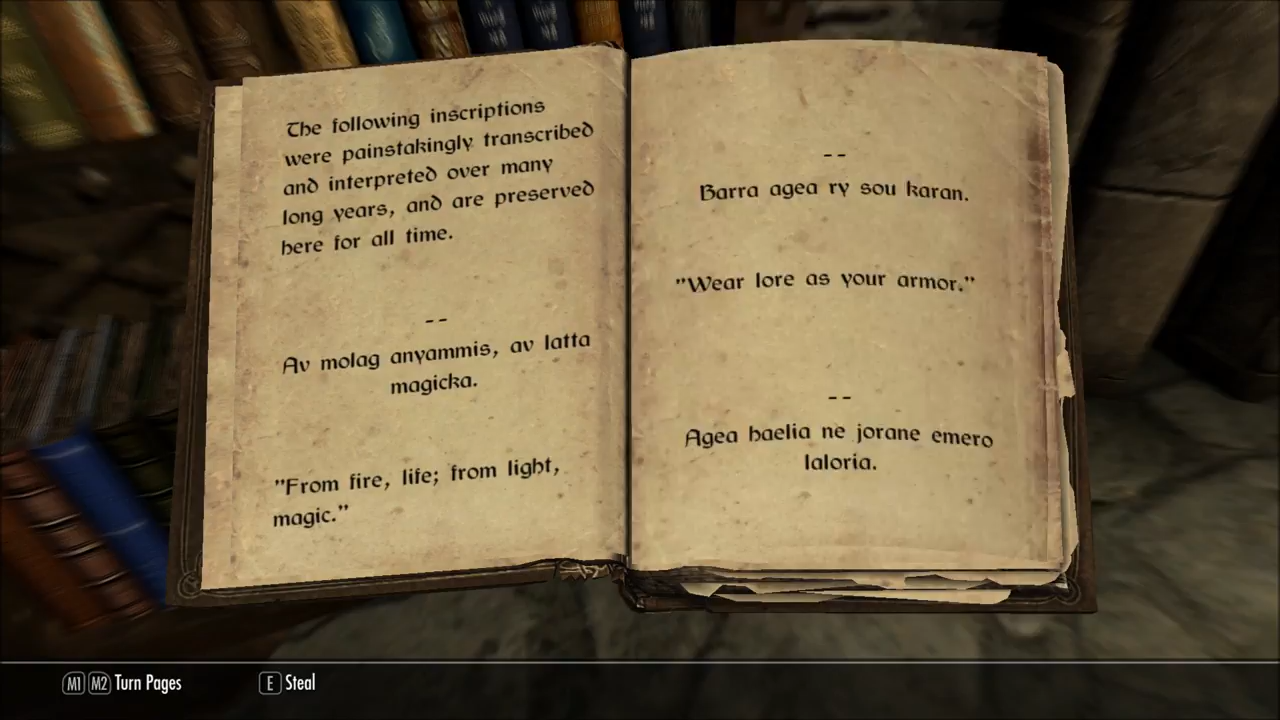 The following inscriptions
were painstakingly transcribed
and interpreted over many
long years, and are preserved
here for all time.
--
Av molag anyammis, av latta
magicka.
"From fire, life; from light,
magic."
--
Barra agea ry sou karan.
"Wear lore as your armor."
--
Agea haelia ne jorane emero
laloria.
M1 M2 Turn Pages
E Steal